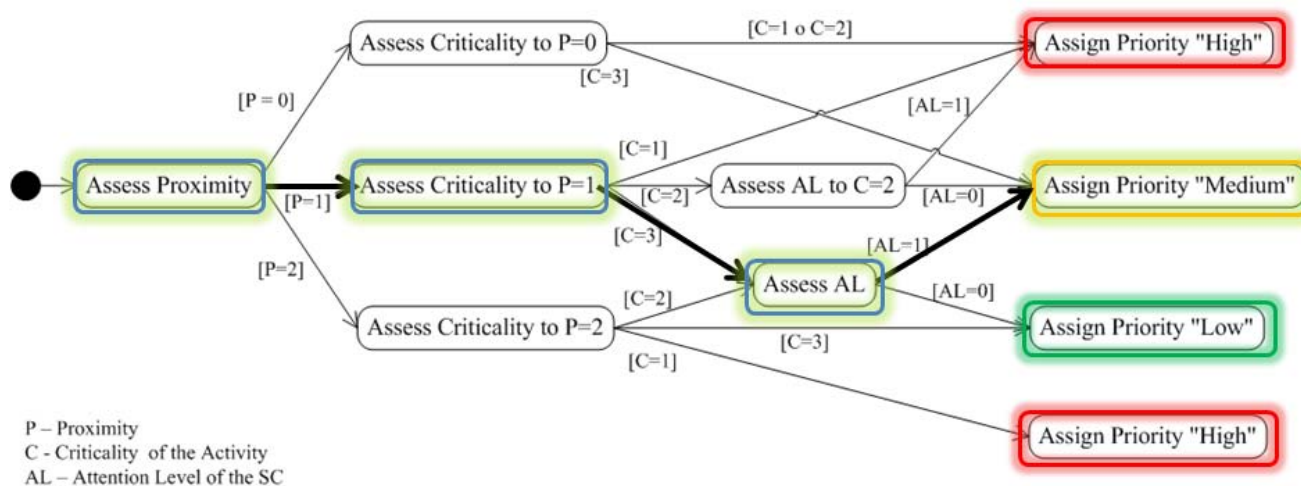 Assess Criticality to P=0
[C=1 o C=2]
Assign Priority "High"
[C=3]
[P = 0]
[AL=1]
[C=1]
Assess Proximity
[P=1]
Assess Criticality to P=1
[C=2]
Assess AL to C=2
[AL=0]
Assign Priority "Medium"
[C=3]
[AL=1]
[P=2]
Assess AL
[AL=0]
[C=2]
Assess Criticality to P=2
[C=3]
Assign Priority "Low"
[C=1]
Assign Priority "High"
P – Proximity
C - Criticality of the Activity
AL – Attention Level of the SC